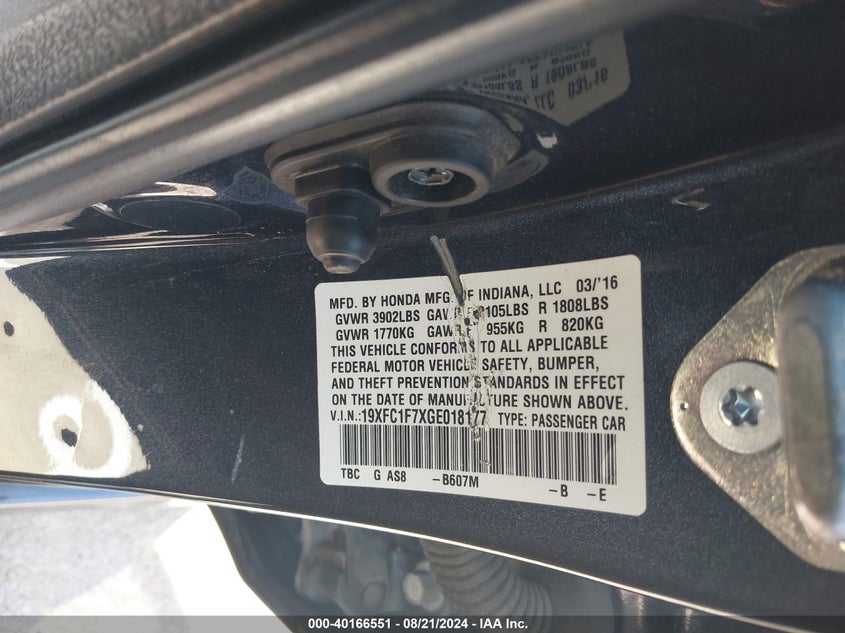 MFD. BY HONDA MFG. OF INDIANA, LLC 03/'16
GVWR 3902LBS 2105LBS R 1808LBS
GVWR 1770KG 955KG R 820KG
THIS VEHICLE CONFORMS TO ALL APPLICABLE
FEDERAL MOTOR VEHICLE SAFETY, BUMPER,
AND THEFT PREVENTION STANDARDS IN EFFECT
ON THE DATE OF MANUFACTURE SHOWN ABOVE.
V.I.N.:19XFC1F7XGE018177 TYPE: PASSENGER CAR
TBC G AS8 -B607M -B -E
000-40166551 / 08/21/2024 - IAA Inc.